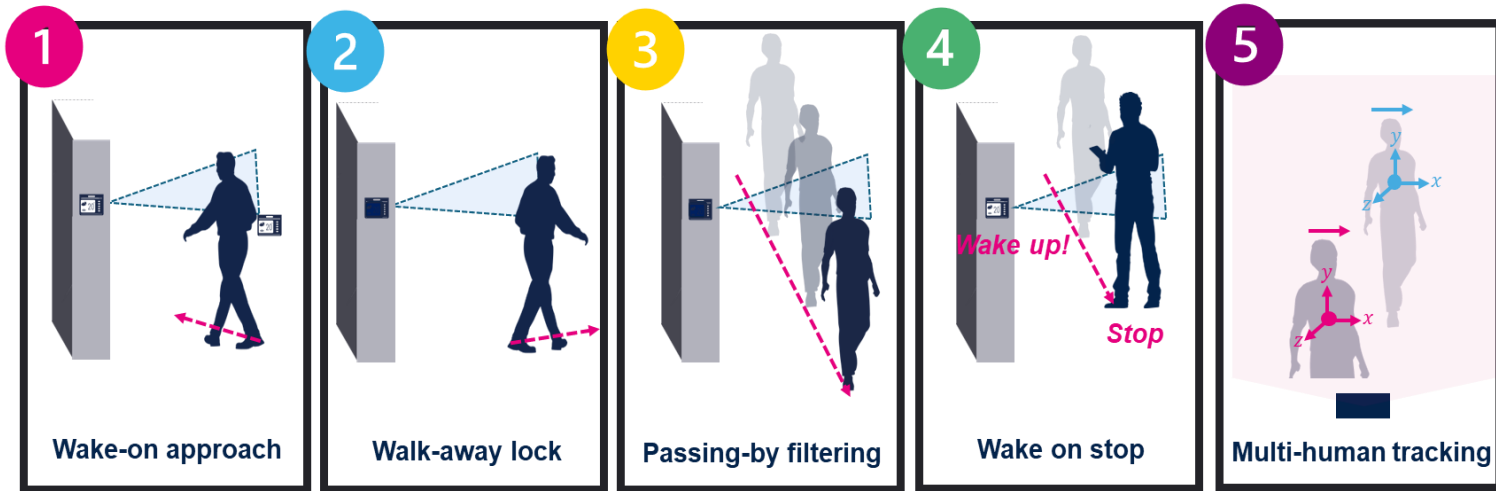 1
2
3
4
5
Wake up!
Stop
y
x
z
y
x
z
Wake-on approach
Walk-away lock
Passing-by filtering
Wake on stop
Multi-human tracking